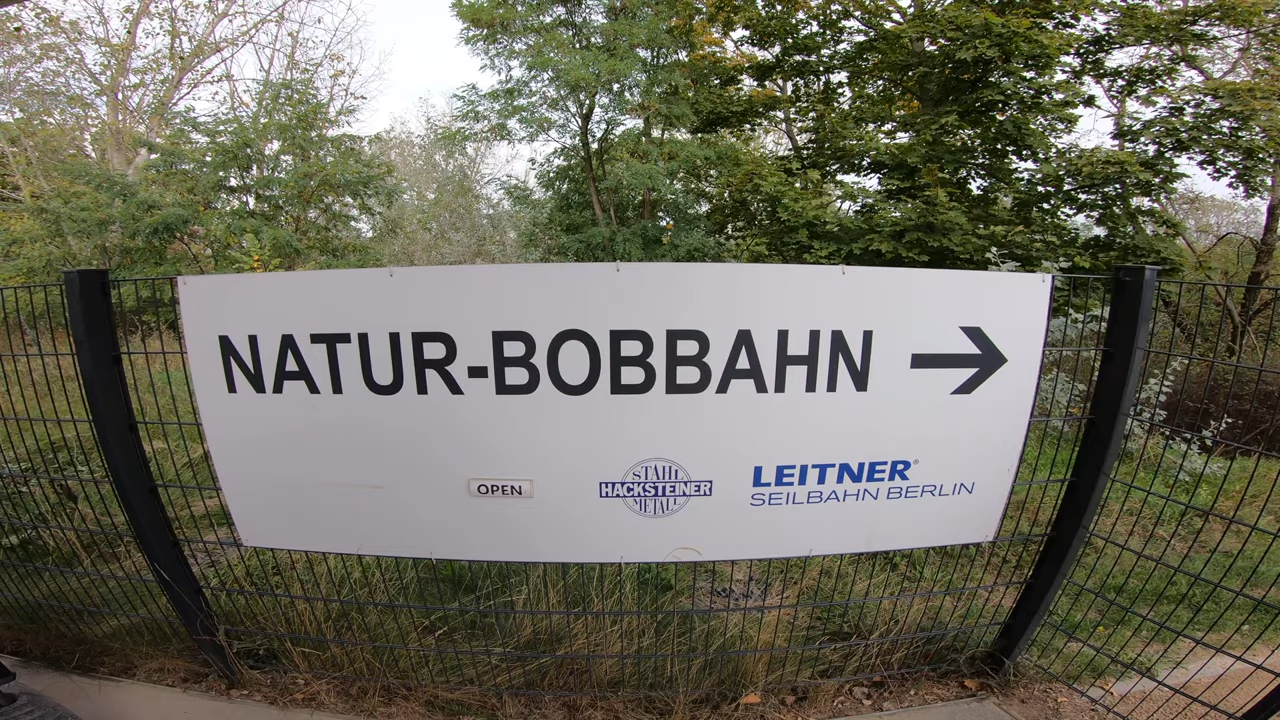 NATUR-BOBBAHN →
OPEN
STAHL
HACKSTEINER
METALL
LEITNER®
SEILBAHN BERLIN